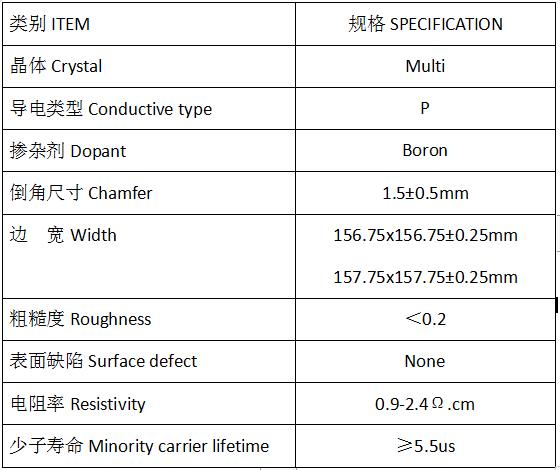 类别 ITEM 规格 SPECIFICATION
晶体 Crystal Multi
导电类型 Conductive type P
掺杂剂 Dopant Boron
倒角尺寸 Chamfer 1.5±0.5mm
边 宽 Width 156.75x156.75±0.25mm
157.75x157.75±0.25mm
粗糙度 Roughness ＜0.2
表面缺陷 Surface defect None
电阻率 Resistivity 0.9-2.4Ω.cm
少子寿命 Minority carrier lifetime ≥5.5us